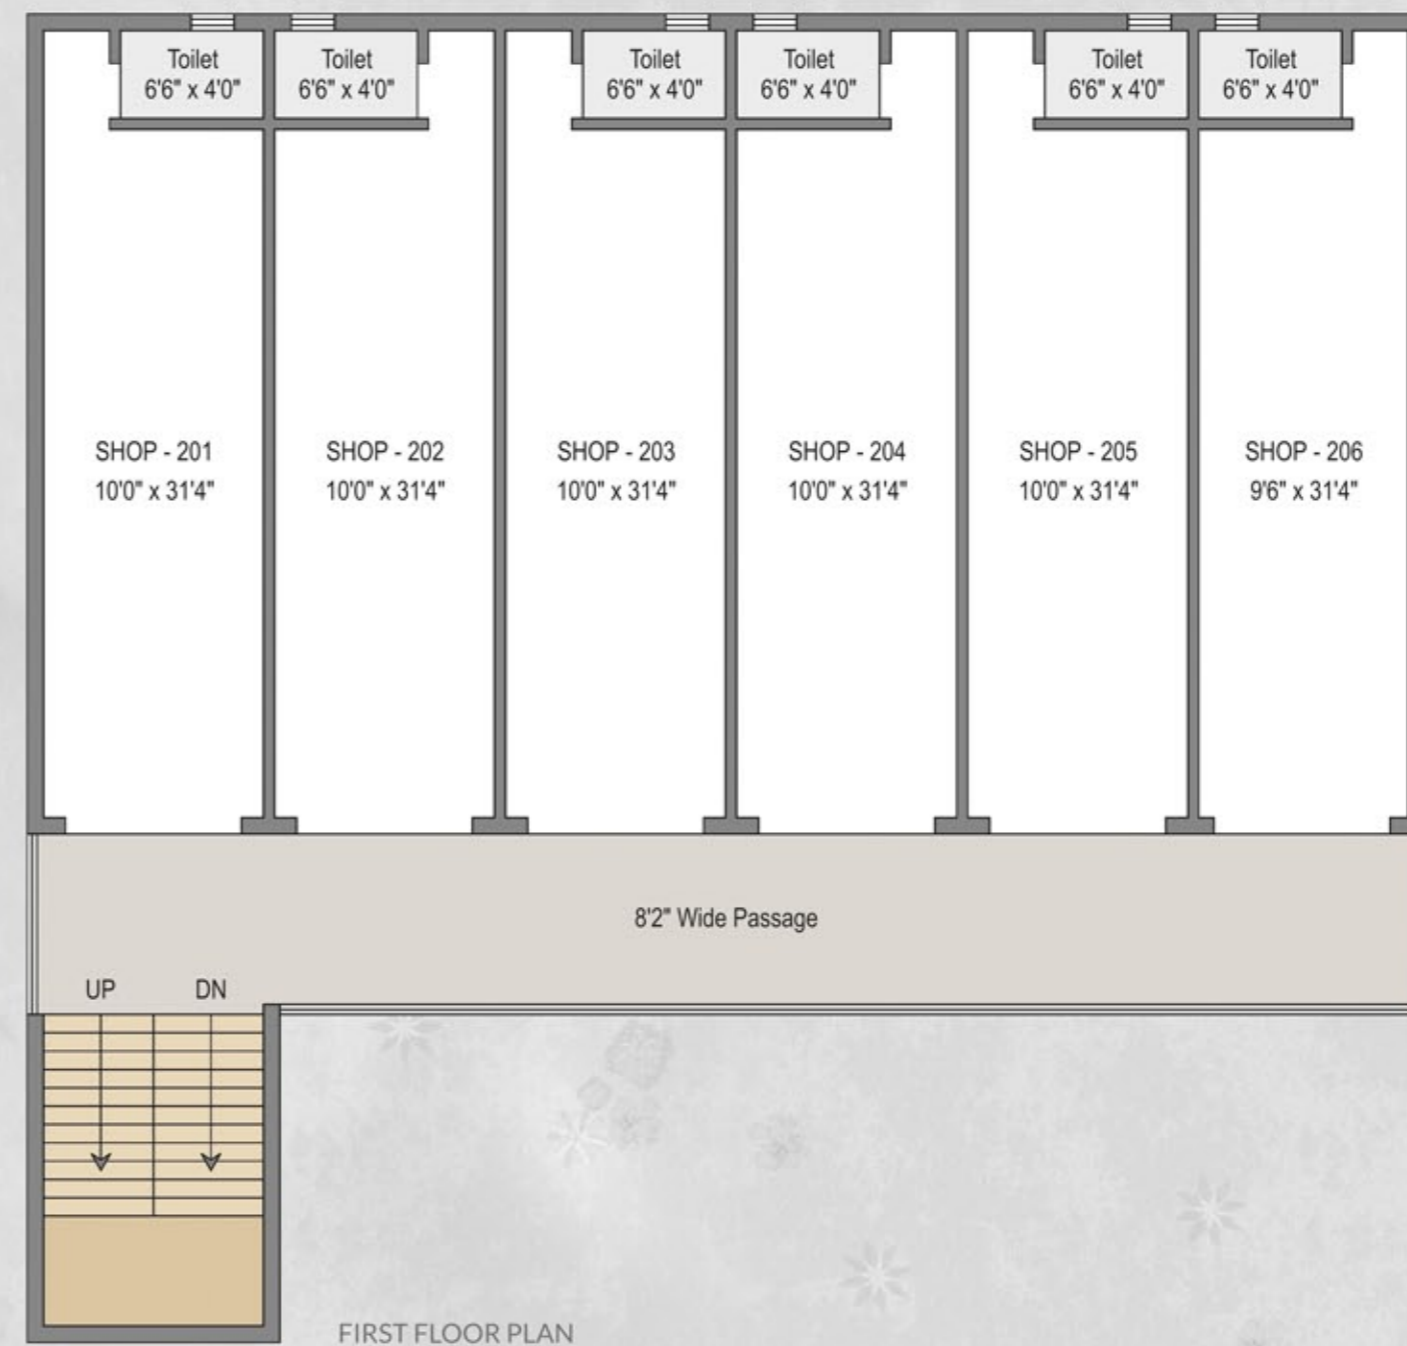 Toilet
6'6" x 4'0"
Toilet
6'6" x 4'0"
Toilet
6'6" x 4'0"
Toilet
6'6" x 4'0"
Toilet
6'6" x 4'0"
Toilet
6'6" x 4'0"
SHOP - 201
10'0" x 31'4"
SHOP - 202
10'0" x 31'4"
SHOP - 203
10'0" x 31'4"
SHOP - 204
10'0" x 31'4"
SHOP - 205
10'0" x 31'4"
SHOP - 206
9'6" x 31'4"
8'2" Wide Passage
UP
DN
FIRST FLOOR PLAN